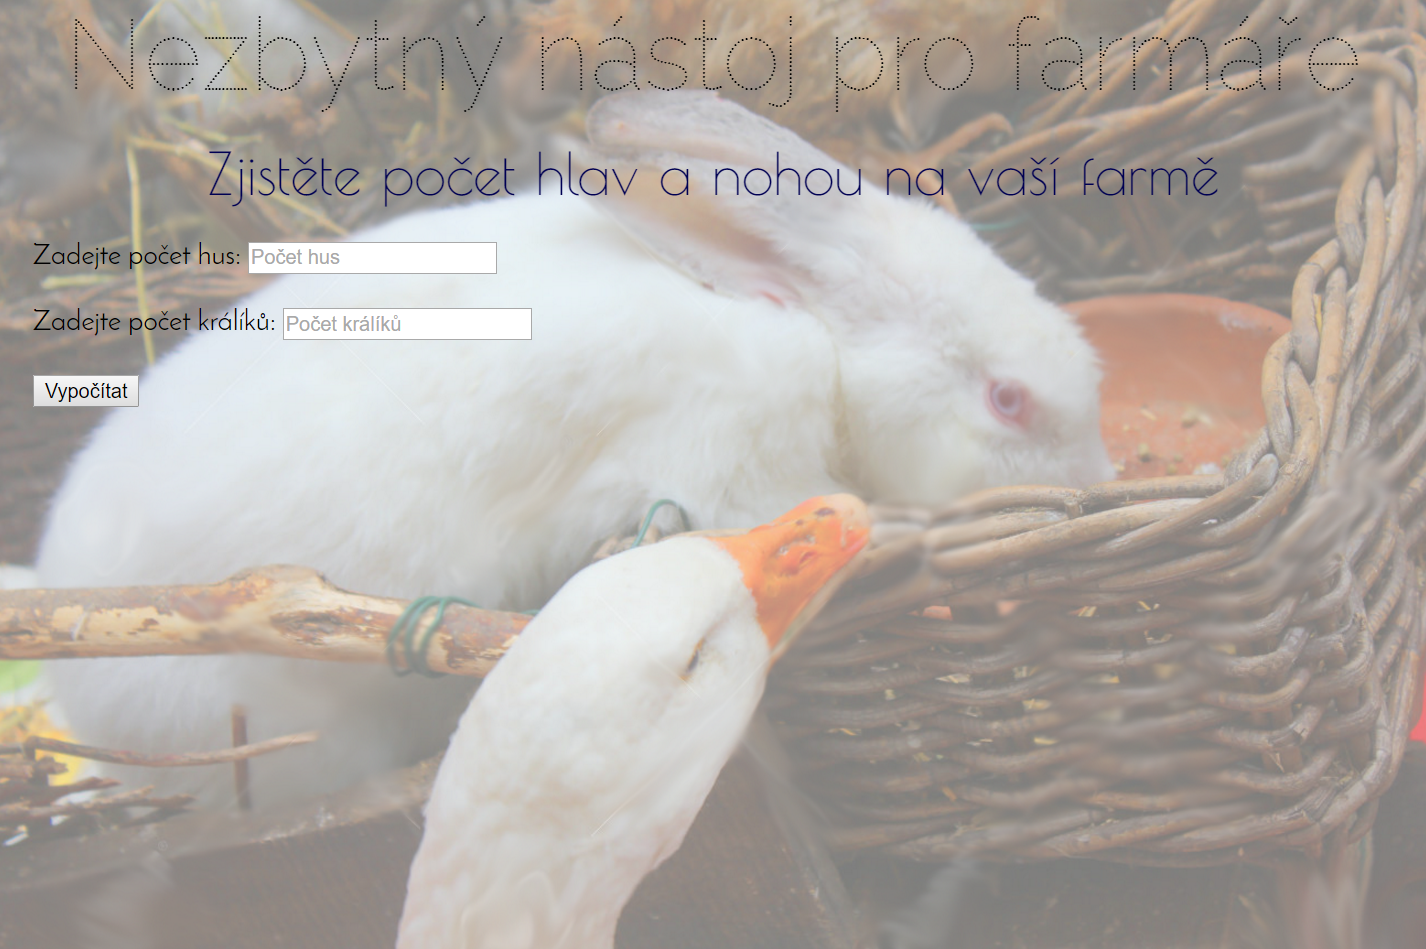 Nezbytný nástoj pro farmáře
Zjistěte počet hlav a nohou na vaší farmě
Zadejte počet hus: Počet hus
Zadejte počet králíků: Počet králíků
Vypočítat